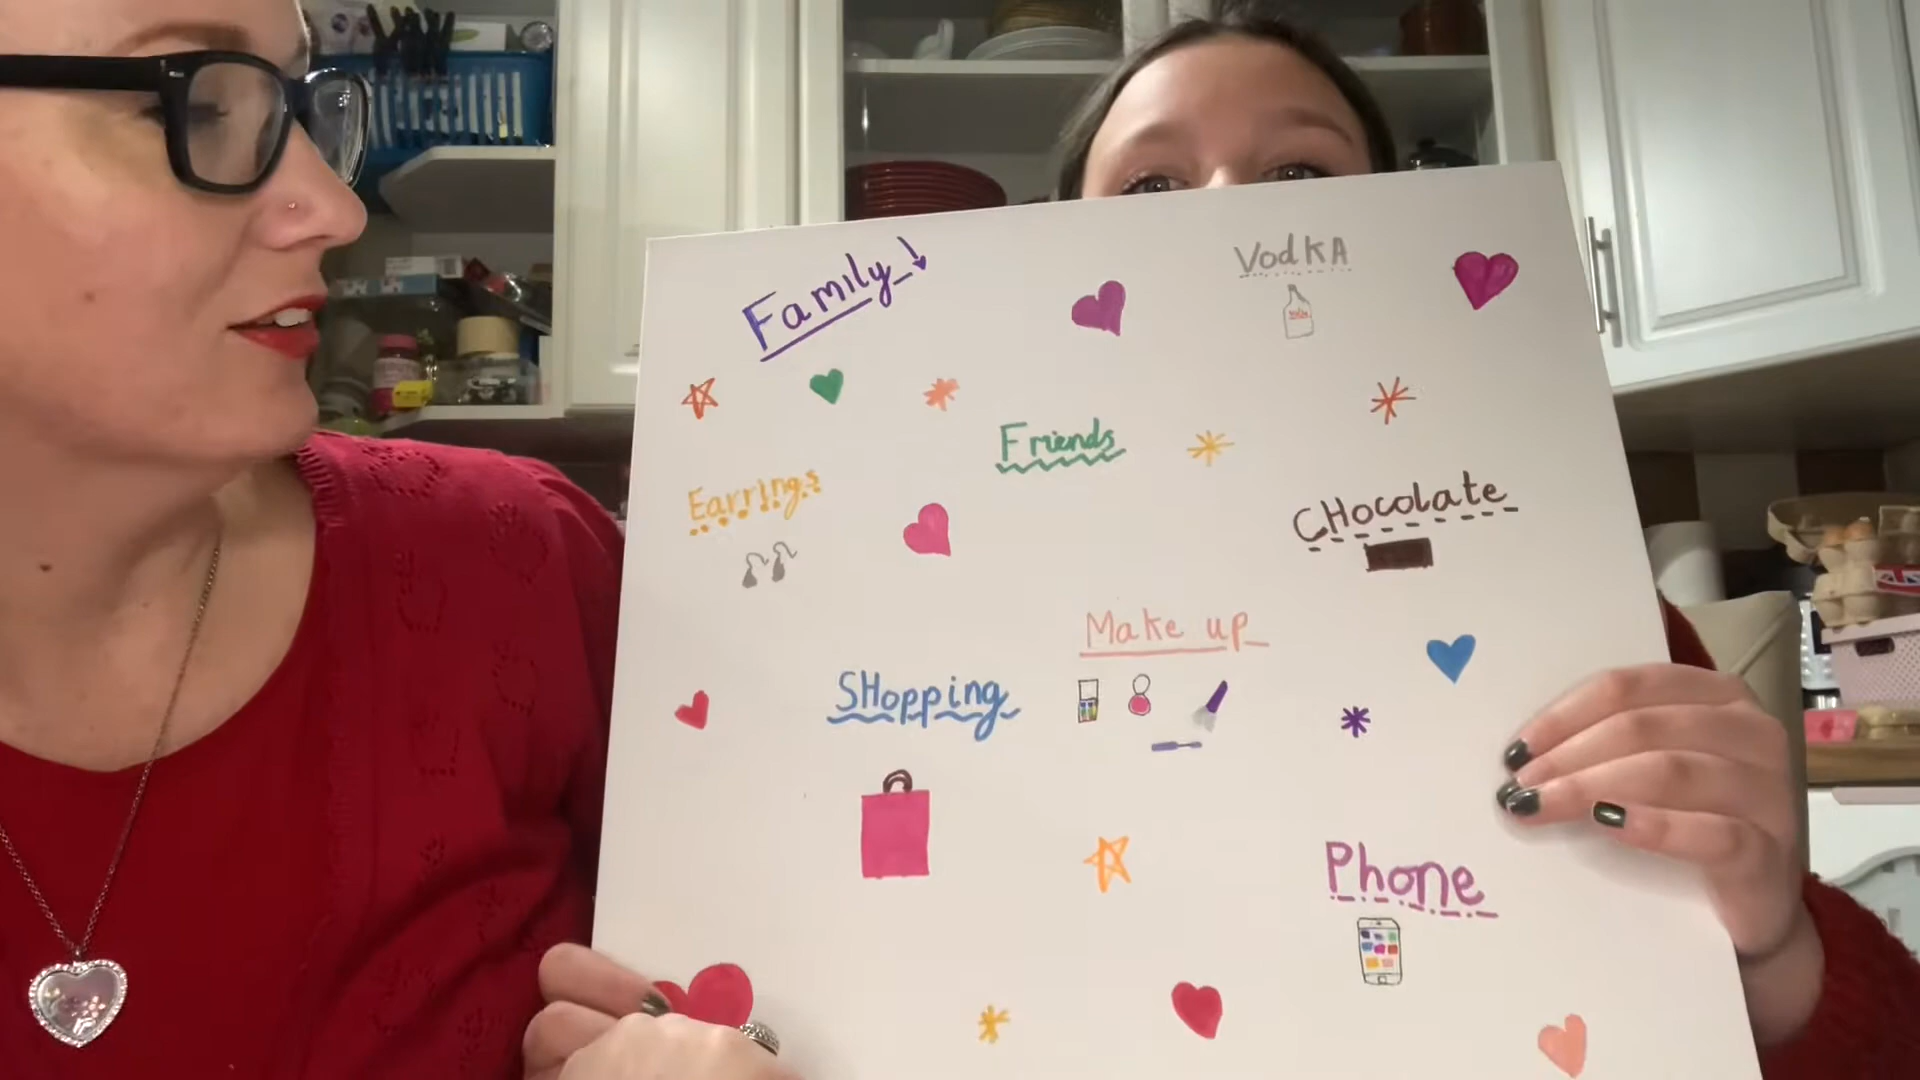 Family!
Vodka
Friends
Earrings
CHocolate
Make up
SHopping
Phone